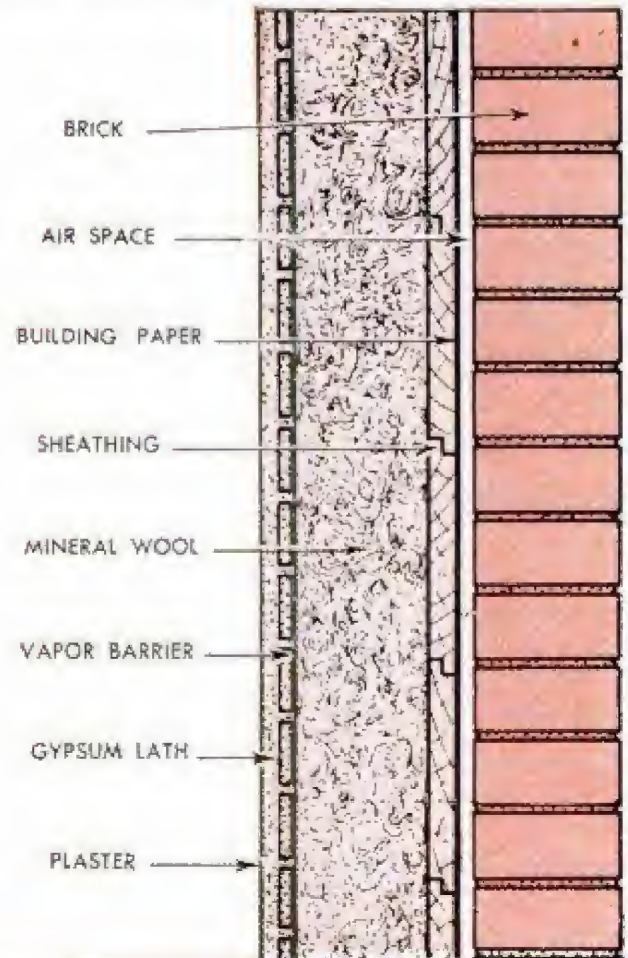 BRICK
AIR SPACE
BUILDING PAPER
SHEATHING
MINERAL WOOL
VAPOR BARRIER
GYPSUM LATH
PLASTER